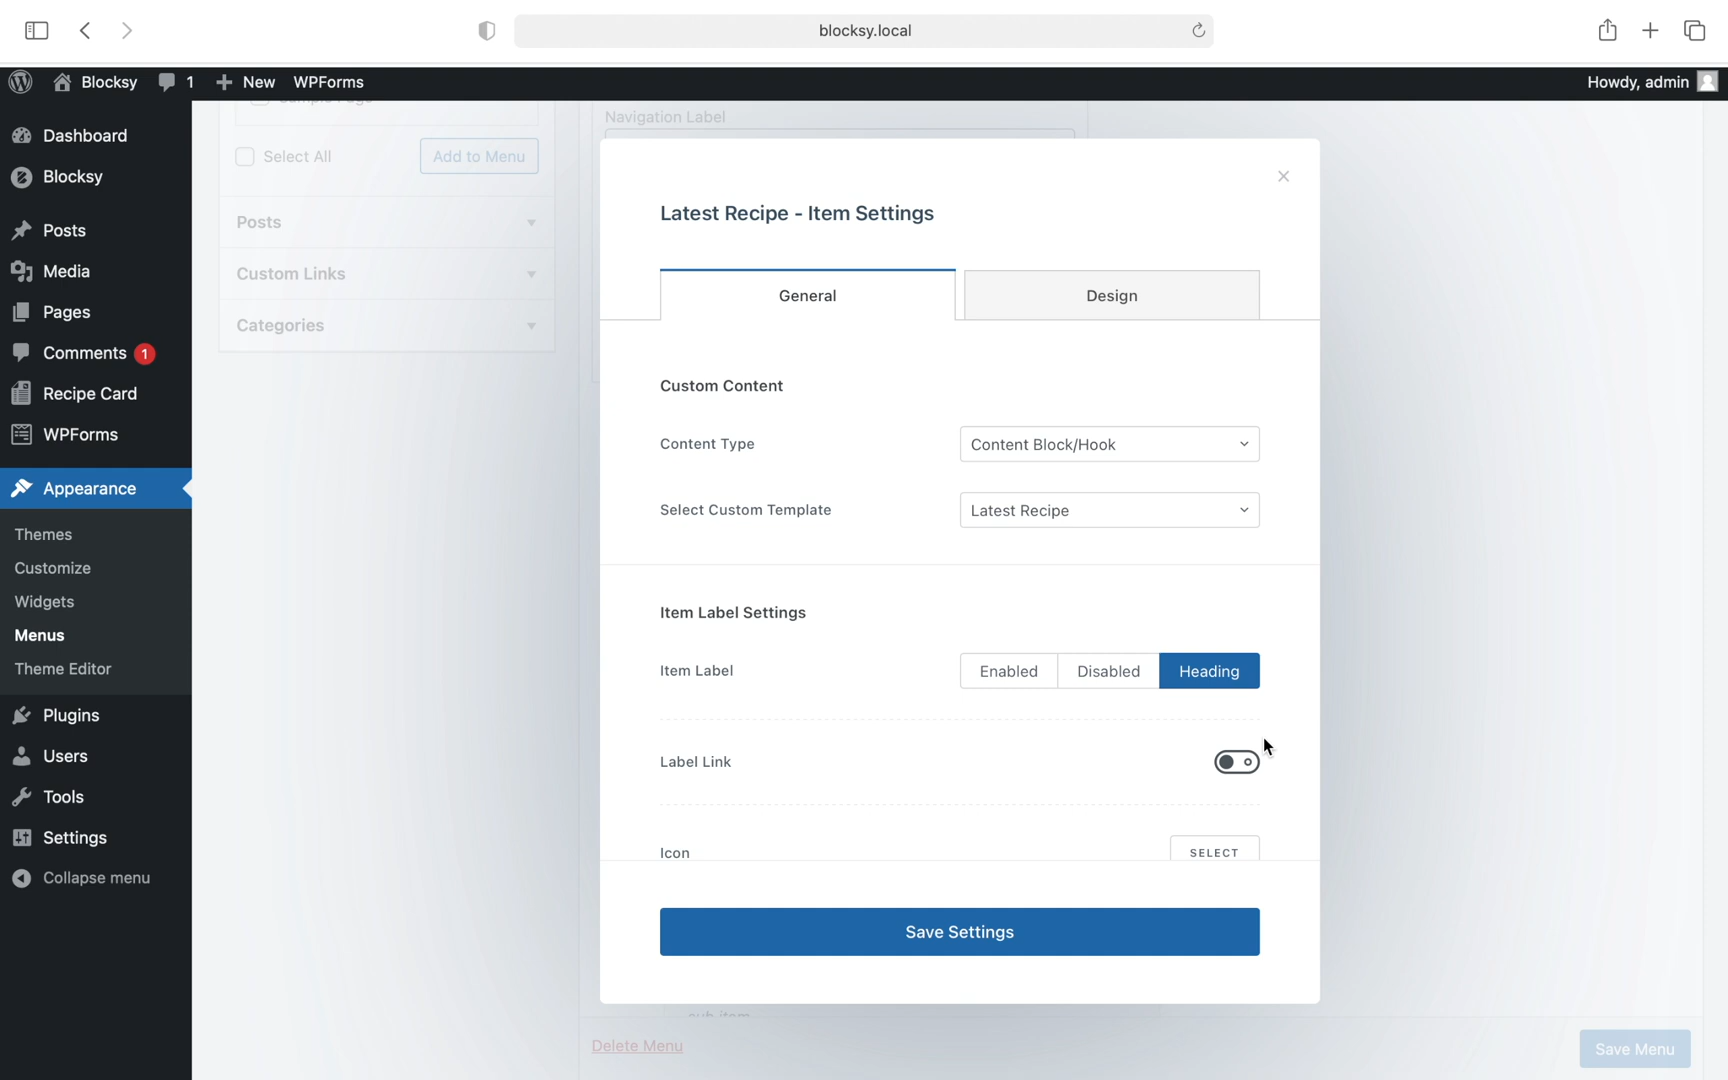 blocksy.local
Blocksy 1 New WPForms Howdy, admin
Dashboard
Blocksy
Posts
Media
Pages
Comments 1
Recipe Card
WPForms
Appearance
Themes
Customize
Widgets
Menus
Theme Editor
Plugins
Users
Tools
Settings
Collapse menu
Sample Page
Select All Add to Menu
Posts
Custom Links
Categories
Navigation Label
Latest Recipe - Item Settings
General Design
Custom Content
Content Type Content Block/Hook
Select Custom Template Latest Recipe
Item Label Settings
Item Label Enabled Disabled Heading
Label Link
Icon SELECT
Save Settings
sub item
Delete Menu Save Menu